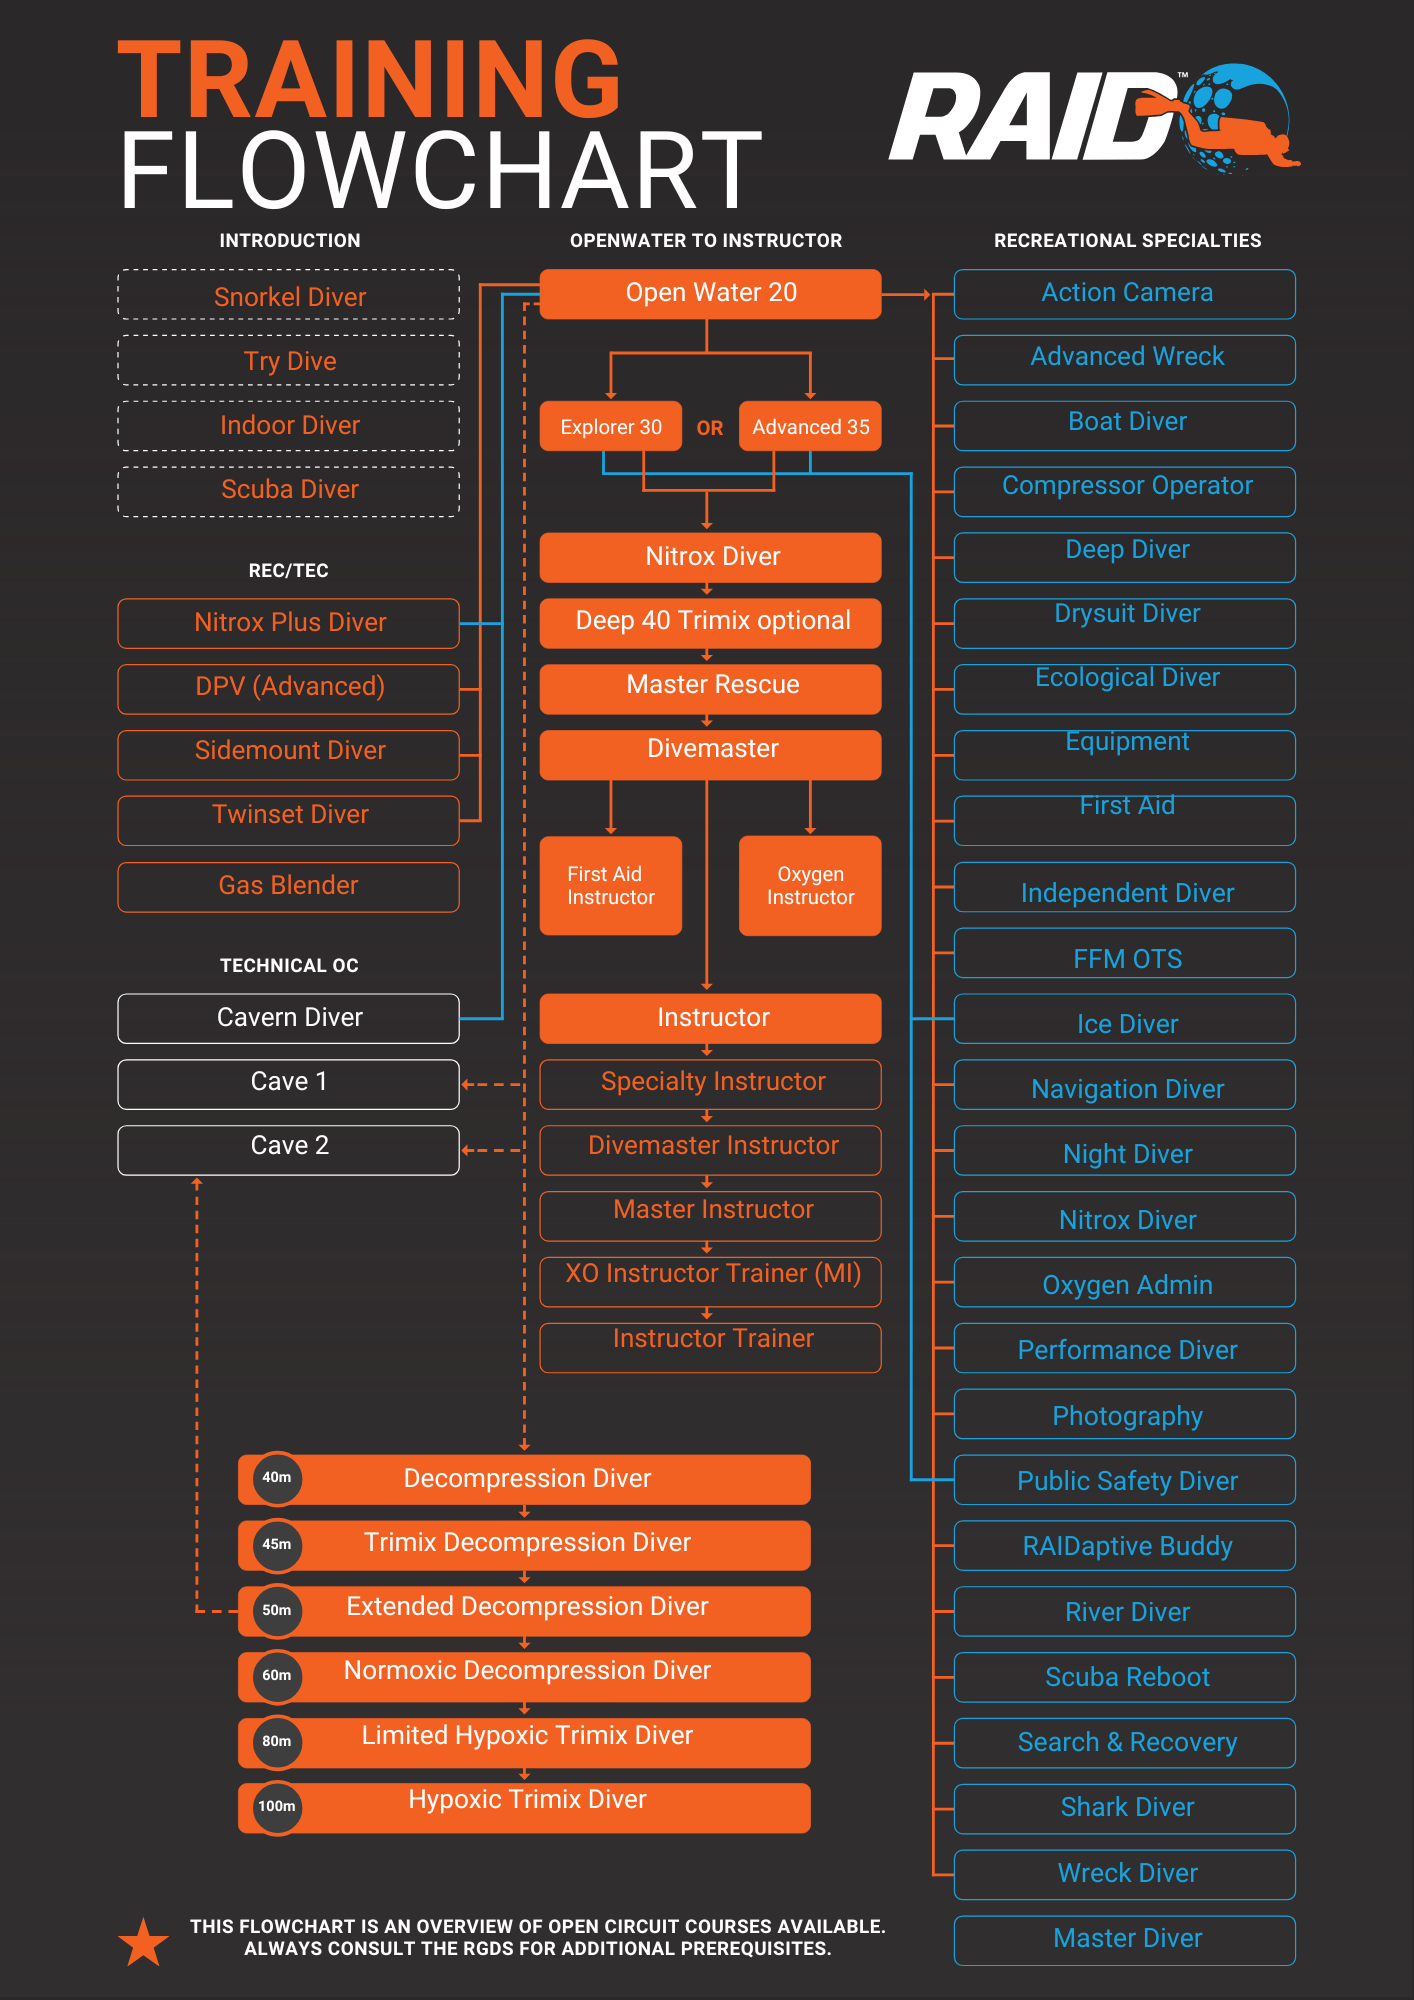 TRAINING
FLOWCHART
RAID™
INTRODUCTION
Snorkel Diver
Try Dive
Indoor Diver
Scuba Diver
REC/TEC
Nitrox Plus Diver
DPV (Advanced)
Sidemount Diver
Twinset Diver
Gas Blender
TECHNICAL OC
Cavern Diver
Cave 1
Cave 2
OPENWATER TO INSTRUCTOR
Open Water 20
Explorer 30
OR
Advanced 35
Nitrox Diver
Deep 40 Trimix optional
Master Rescue
Divemaster
First Aid
Instructor
Oxygen
Instructor
Instructor
Specialty Instructor
Divemaster Instructor
Master Instructor
XO Instructor Trainer (MI)
Instructor Trainer
40m
Decompression Diver
45m
Trimix Decompression Diver
50m
Extended Decompression Diver
60m
Normoxic Decompression Diver
80m
Limited Hypoxic Trimix Diver
100m
Hypoxic Trimix Diver
RECREATIONAL SPECIALTIES
Action Camera
Advanced Wreck
Boat Diver
Compressor Operator
Deep Diver
Drysuit Diver
Ecological Diver
Equipment
First Aid
Independent Diver
FFM OTS
Ice Diver
Navigation Diver
Night Diver
Nitrox Diver
Oxygen Admin
Performance Diver
Photography
Public Safety Diver
RAIDaptive Buddy
River Diver
Scuba Reboot
Search & Recovery
Shark Diver
Wreck Diver
Master Diver
THIS FLOWCHART IS AN OVERVIEW OF OPEN CIRCUIT COURSES AVAILABLE.
ALWAYS CONSULT THE RGDS FOR ADDITIONAL PREREQUISITES.